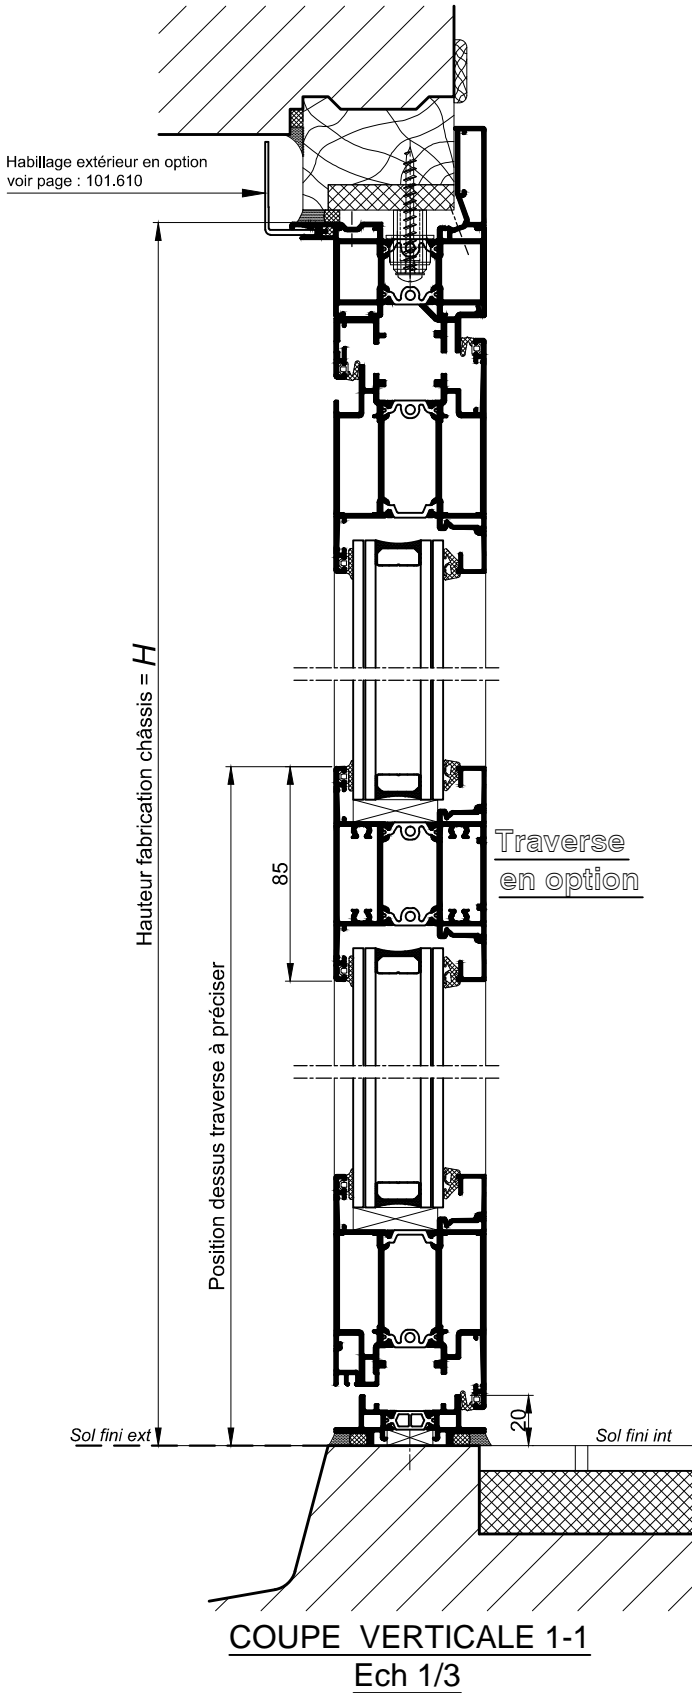 Habillage extérieur en option
voir page : 101.610
Hauteur fabrication châssis = H
85
Traverse
en option
Position dessus traverse à préciser
20
Sol fini ext
Sol fini int
COUPE VERTICALE 1-1
Ech 1/3